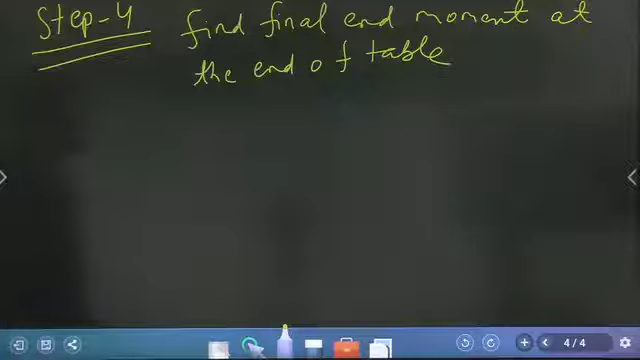 Step-4 find final end moment at
the end of table
4/4